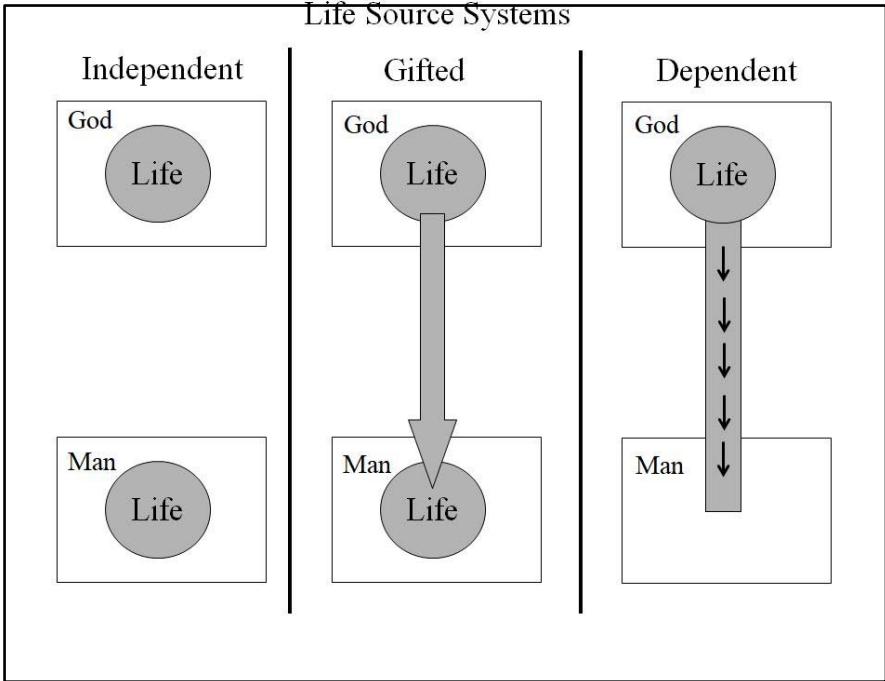 Life Source Systems
Independent
Gifted
Dependent
God
Life
God
Life
God
Life
Man
Life
Man
Life
Man